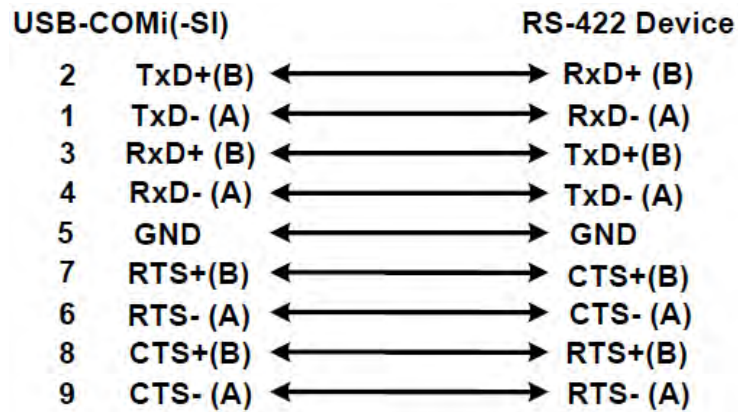 USB-COMi(-SI) RS-422 Device
2 TxD+(B) RxD+ (B)
1 TxD- (A) RxD- (A)
3 RxD+ (B) TxD+(B)
4 RxD- (A) TxD- (A)
5 GND GND
7 RTS+(B) CTS+(B)
6 RTS- (A) CTS- (A)
8 CTS+(B) RTS+(B)
9 CTS- (A) RTS- (A)